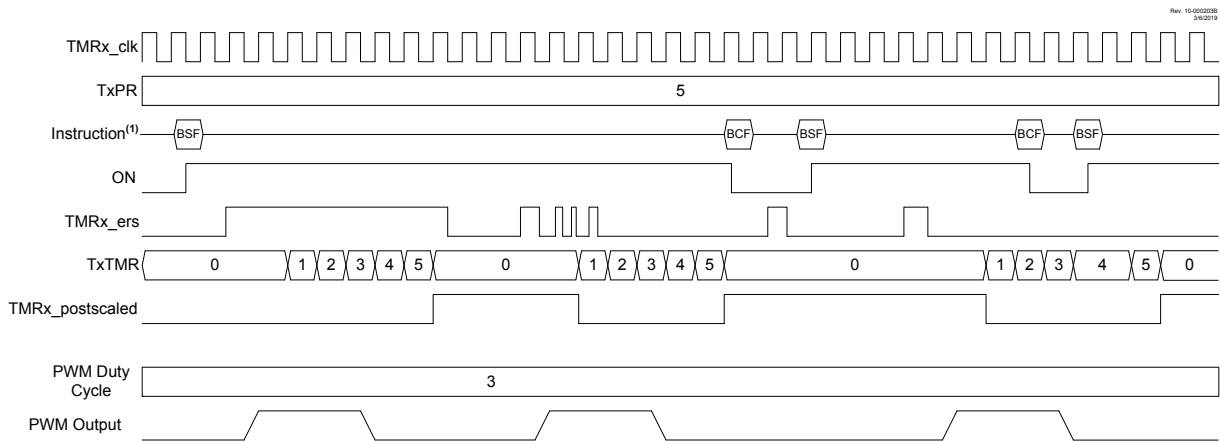 Rev. 10-000203B
3/6/2019
TMRx_clk
TxPR 5
Instruction(1) BSF BCF BSF BCF BSF
ON
TMRx_ers
TxTMR 0 1 2 3 4 5 0 1 2 3 4 5 0 1 2 3 4 5 0
TMRx_postscaled
PWM Duty
Cycle 3
PWM Output